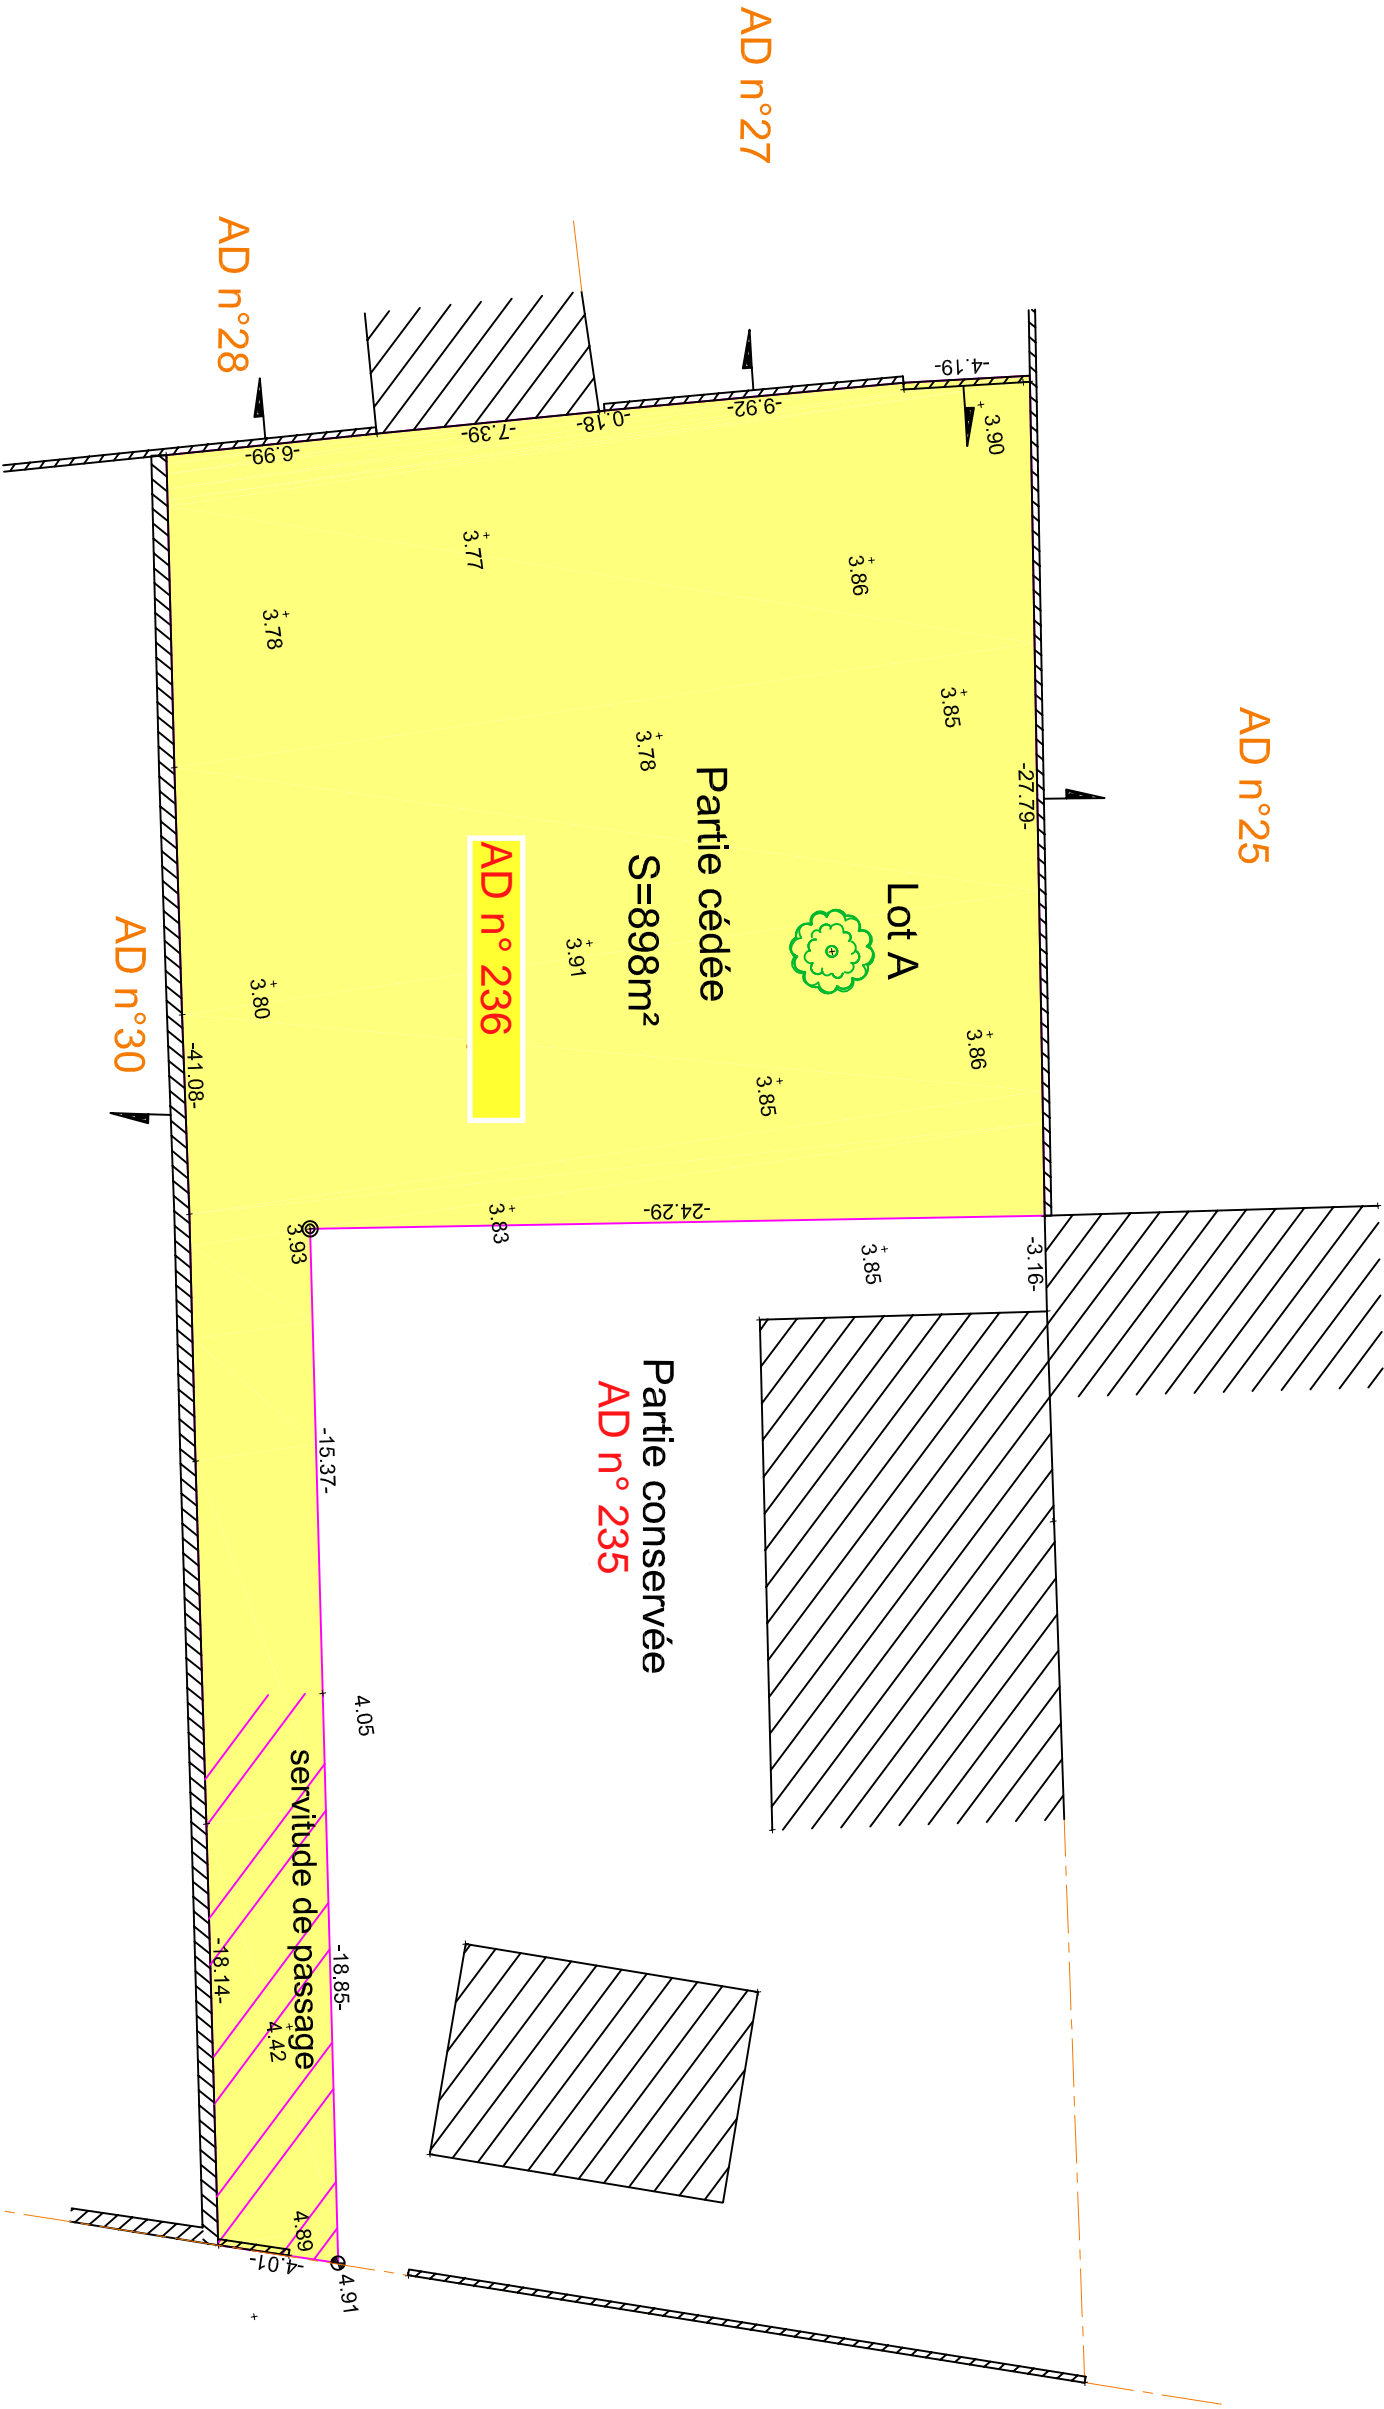 AD n°27
AD n°28
AD n°25
AD n°30
-4.19-
-9.92-
-0.18-
-7.39-
-6.99-
3.90
3.77
3.86
3.78
3.85
3.78
-27.79-
Lot A
Partie cédée
S=898m²
AD n° 236
3.91
3.80
3.86
3.85
-41.08-
3.83
-24.29-
3.93
3.85
-3.16-
Partie conservée
AD n° 235
-15.37-
4.05
servitude de passage
-18.85-
-18.14-
4.42
4.89
-4.01-
4.91